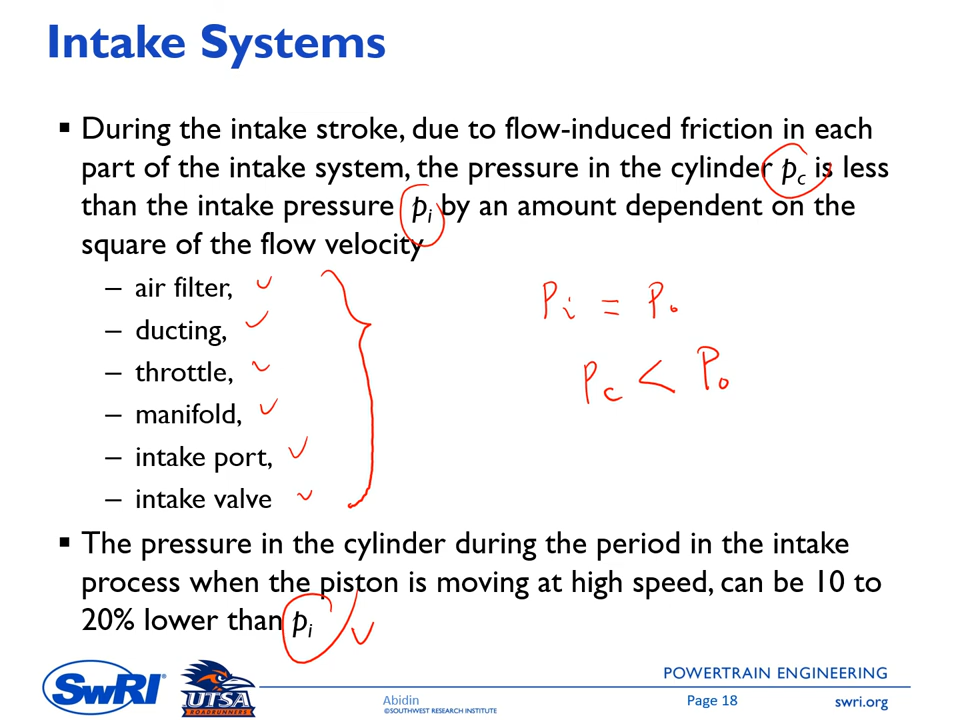 Intake Systems
▪ During the intake stroke, due to flow-induced friction in each
part of the intake system, the pressure in the cylinder pc is less
than the intake pressure pi by an amount dependent on the
square of the flow velocity
– air filter,
– ducting,
– throttle,
– manifold,
– intake port,
– intake valve
Pi = Po
Pc < Po
▪ The pressure in the cylinder during the period in the intake
process when the piston is moving at high speed, can be 10 to
20% lower than pi
SwRI
UTSA
ROADRUNNERS
POWERTRAIN ENGINEERING
Abidin
©SOUTHWEST RESEARCH INSTITUTE
Page 18
swri.org